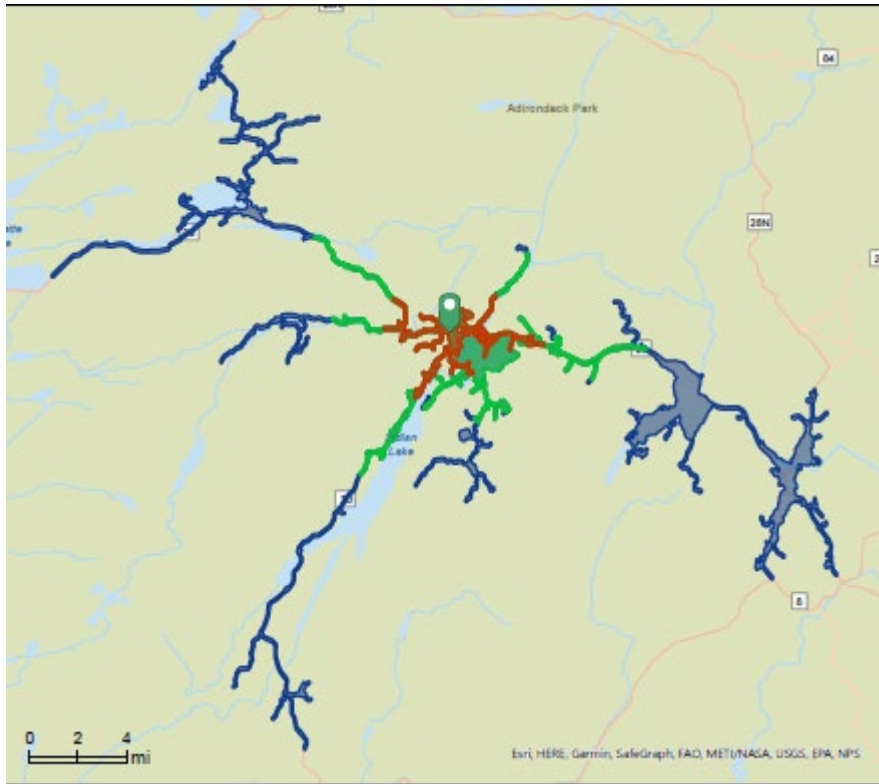 84
Adirondack Park
28N
Lake
8
0 2 4
mi
Esri, HERE, Garmin, SafeGraph, FAO, METI/NASA, USGS, EPA, NPS